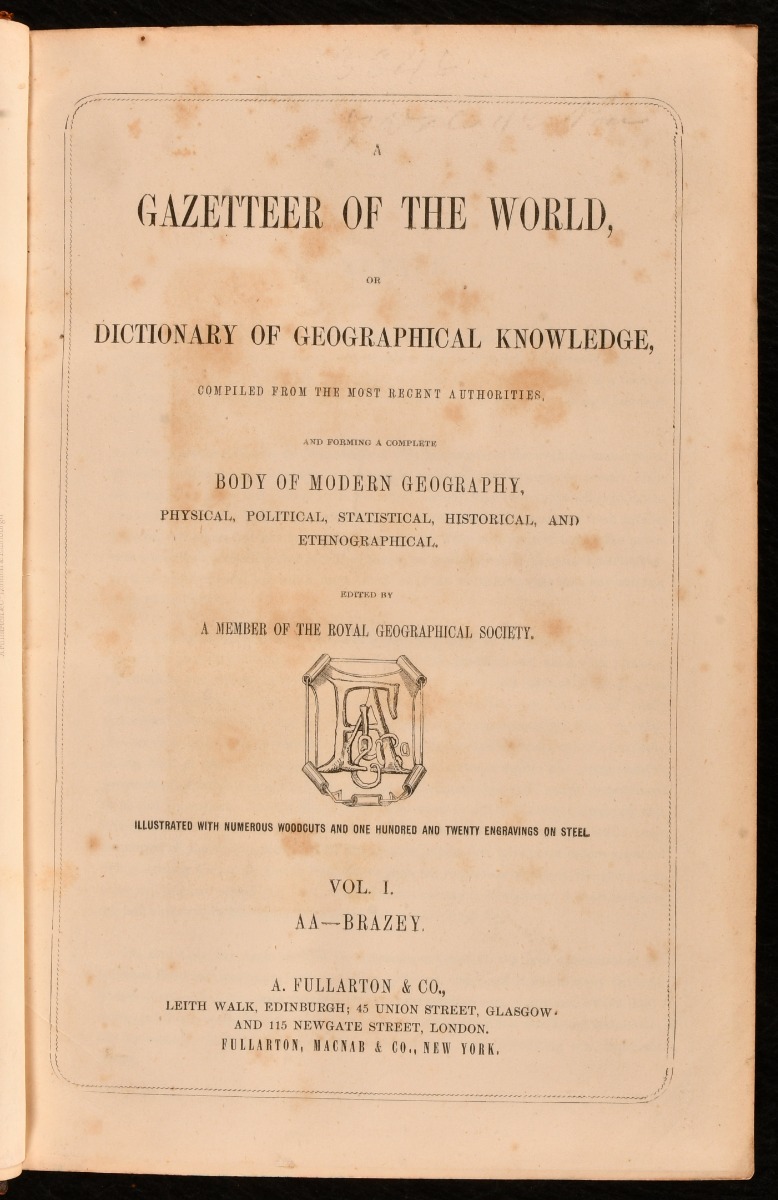 A
GAZETTEER OF THE WORLD,
OR
DICTIONARY OF GEOGRAPHICAL KNOWLEDGE,
COMPILED FROM THE MOST RECENT AUTHORITIES,
AND FORMING A COMPLETE
BODY OF MODERN GEOGRAPHY,
PHYSICAL, POLITICAL, STATISTICAL, HISTORICAL, AND
ETHNOGRAPHICAL.
EDITED BY
A MEMBER OF THE ROYAL GEOGRAPHICAL SOCIETY.
ILLUSTRATED WITH NUMEROUS WOODCUTS AND ONE HUNDRED AND TWENTY ENGRAVINGS ON STEEL.
VOL. I.
AA—BRAZEY.
A. FULLARTON & CO.,
LEITH WALK, EDINBURGH; 45 UNION STREET, GLASGOW·
AND 115 NEWGATE STREET, LONDON.
FULLARTON, MACNAB & CO., NEW YORK.